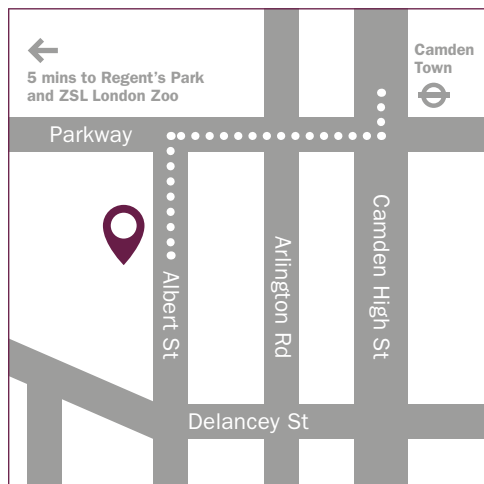 Camden
Town
5 mins to Regent's Park
and ZSL London Zoo
Parkway
Camden High St
Arlington Rd
Albert St
Delancey St